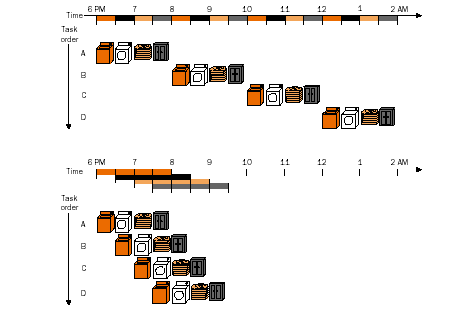 6 PM 7 8 9 10 11 12 1 2 AM
Time
Task
order
A
B
C
D
6 PM 7 8 9 10 11 12 1 2 AM
Time
Task
order
A
B
C
D